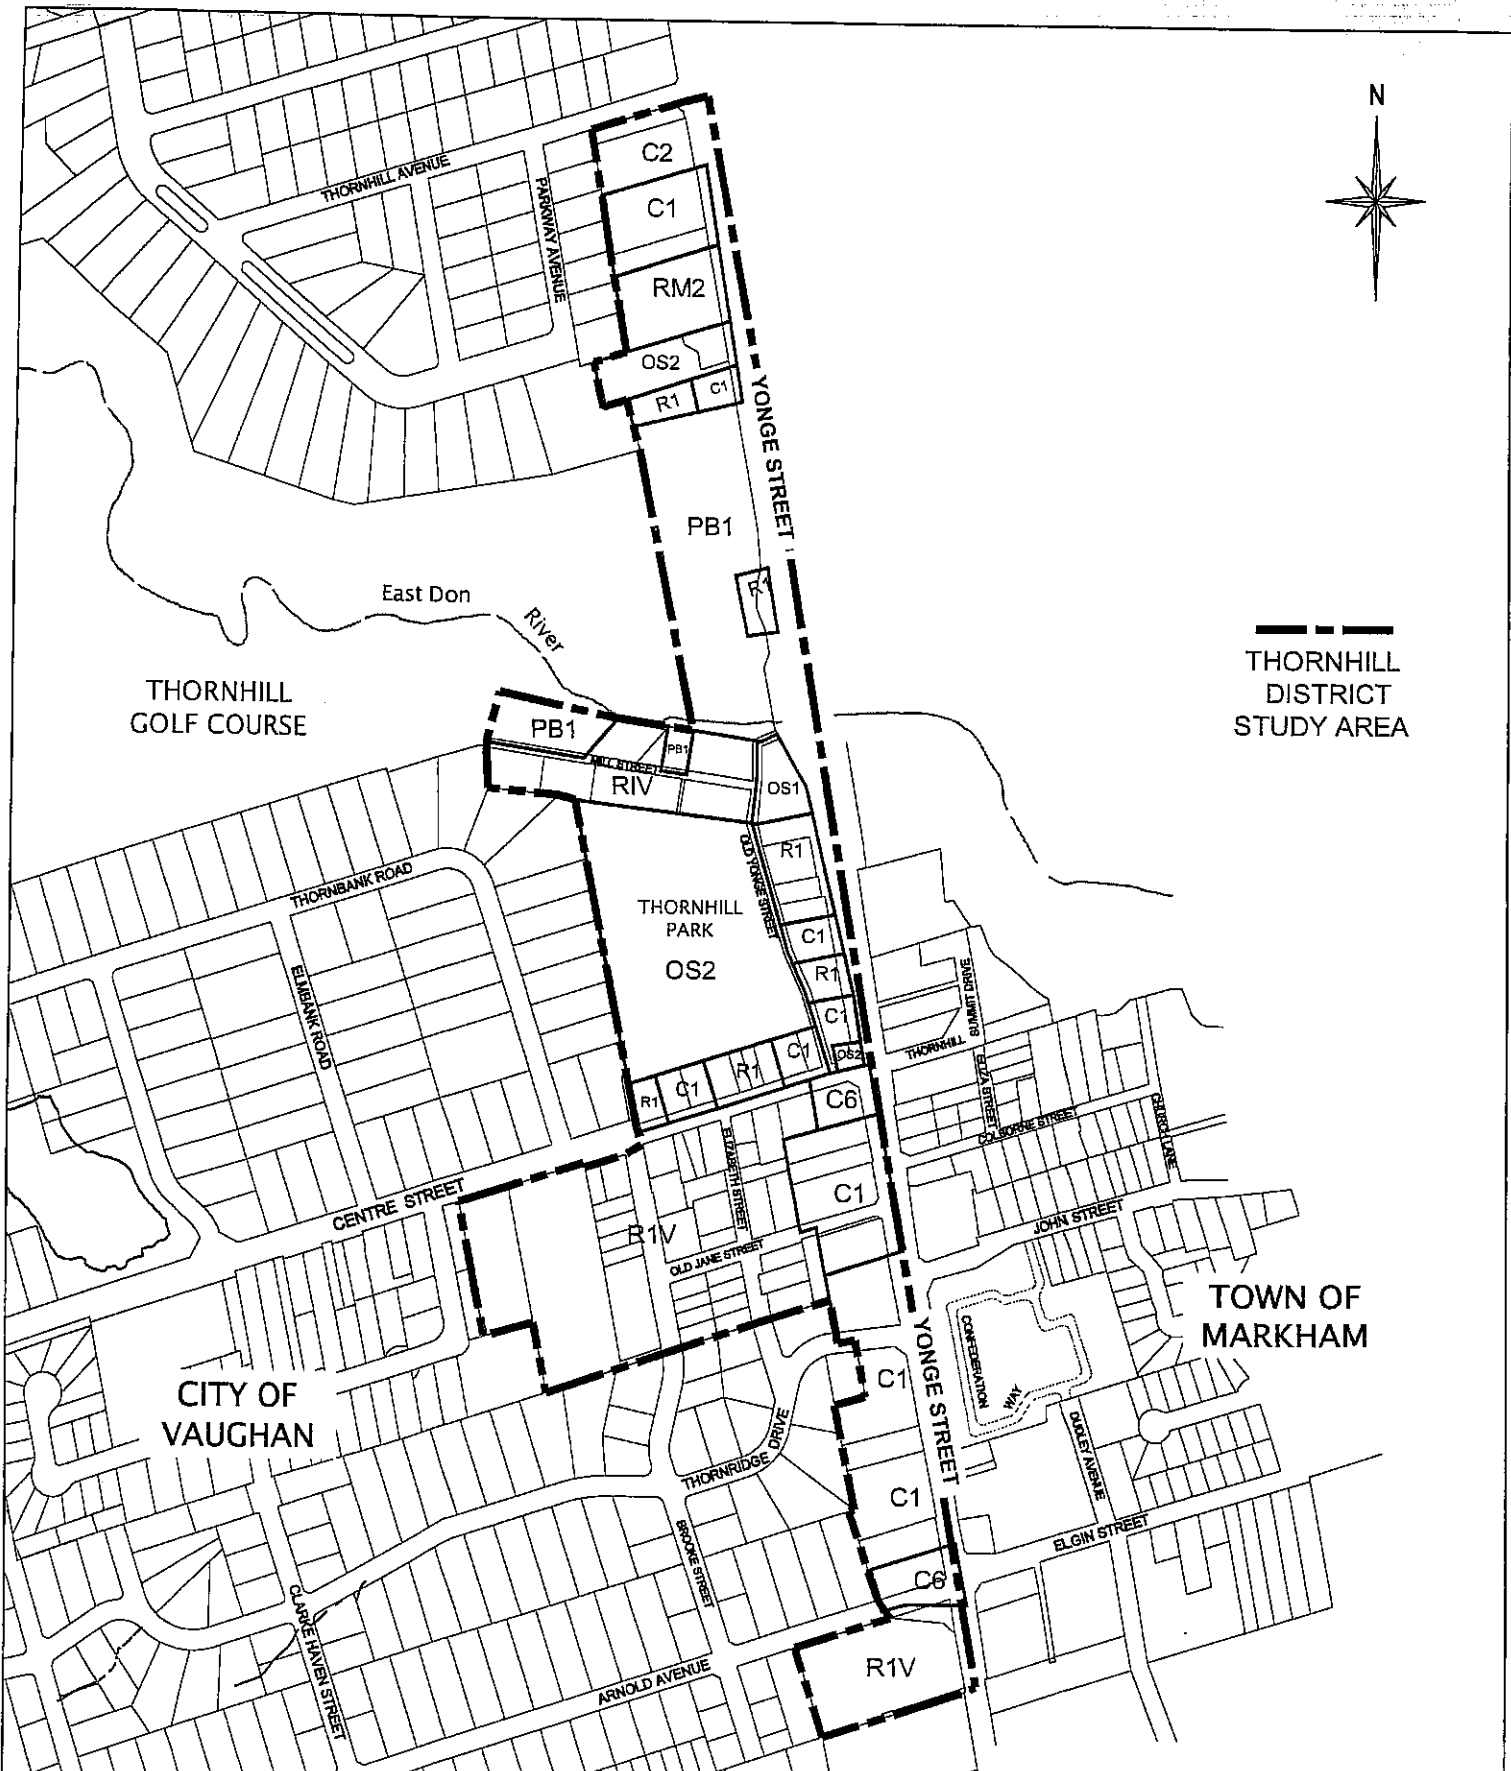 N
C2
THORNHILL AVENUE
PARKWAY AVENUE
C1
RM2
OS2
R1
C1
YONGE STREET
PB1
R1
East Don
River
THORNHILL
GOLF COURSE
THORNHILL
DISTRICT
STUDY AREA
PB1
PB1
MILL STREET
RIV
OS1
OLD YONGE STREET
R1
THORNBANK ROAD
THORNHILL
PARK
OS2
C1
R1
C1
OS2
ELMBANK ROAD
SUMMIT DRIVE
THORNHILL
ELIZA STREET
COLBORNE STREET
CHURCH LANE
R1
C1
R1
C1
C6
ELIZABETH STREET
C1
CENTRE STREET
R1V
OLD JANE STREET
JOHN STREET
TOWN OF
MARKHAM
CONFEDERATION
WAY
YONGE STREET
C1
CITY OF
VAUGHAN
THORNRIDGE DRIVE
DUDLEY AVENUE
C1
ELGIN STREET
BROOKE STREET
C6
CLARKE HAVEN STREET
ARNOLD AVENUE
R1V